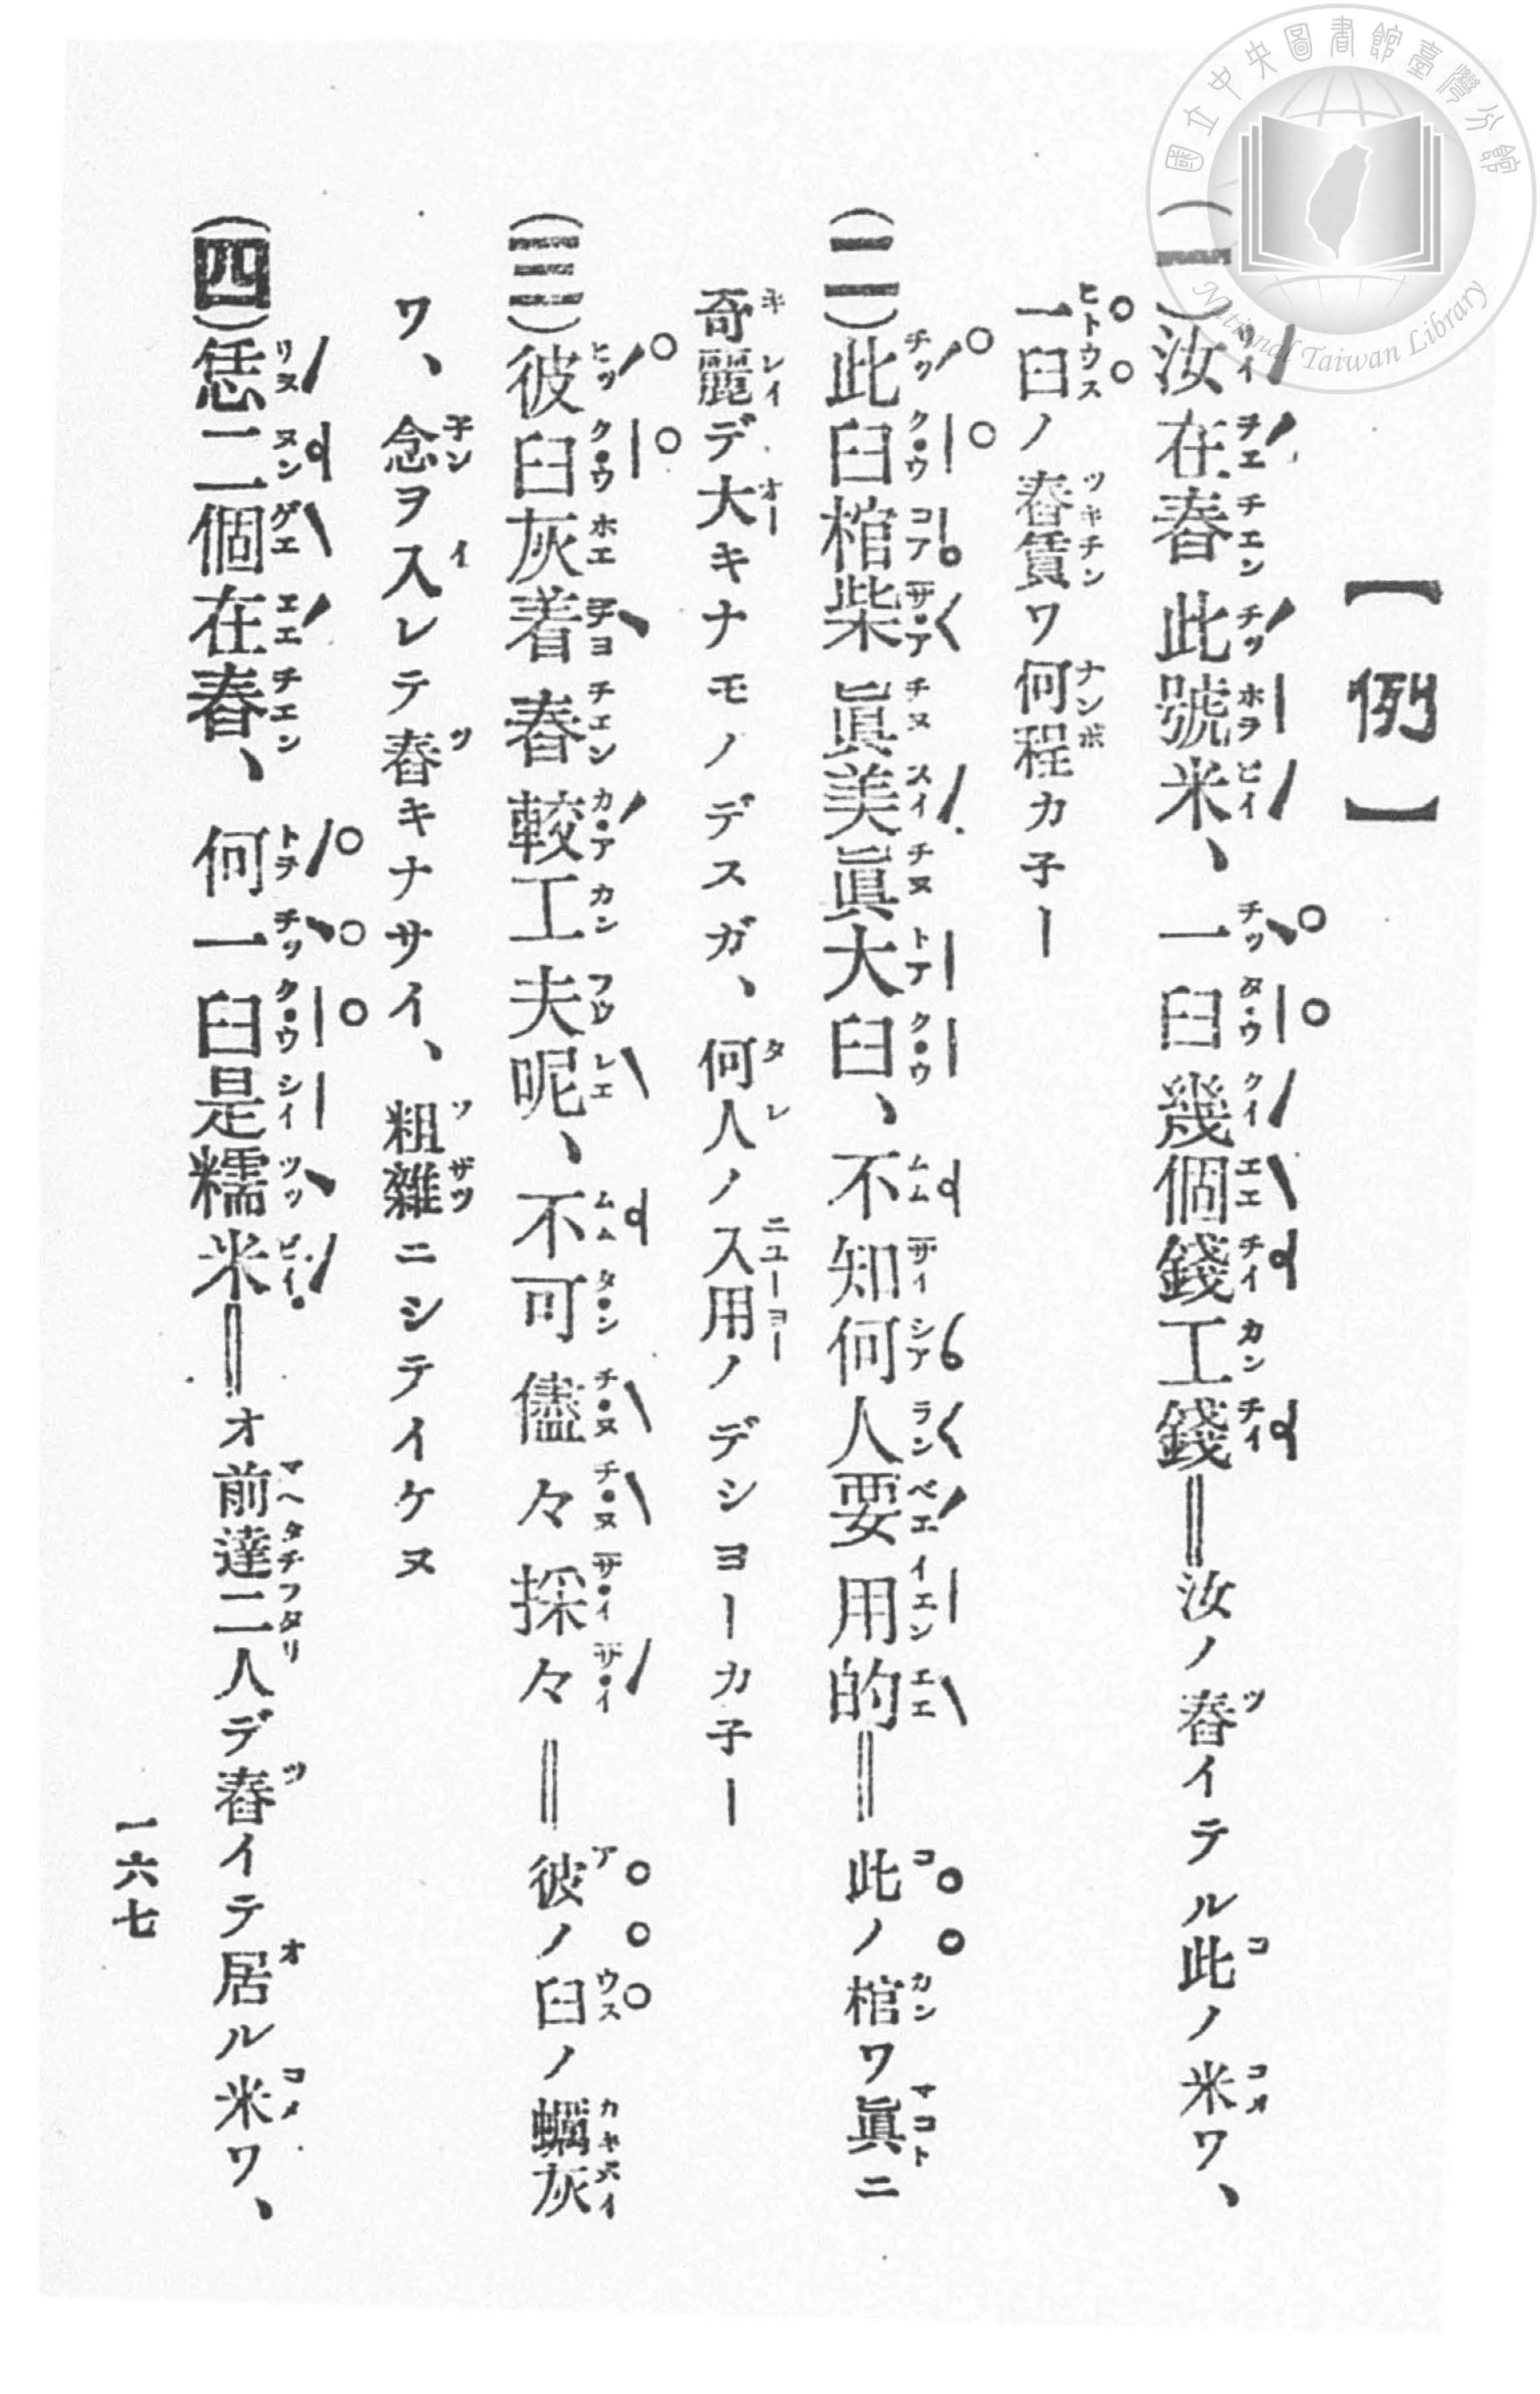 國立中央圖書館臺灣分館
National Taiwan Library
【例】
(一)汝在舂此號米、一臼幾個錢工錢＝汝ノ舂イテル此ノ米ワ、
一臼ノ舂賃ワ何程カ子ー
(二)此臼棺柴眞美眞大臼、不知何人要用的＝此ノ棺ワ眞ニ
奇麗デ大キナモノデスガ、何人ノ入用ノデシヨーカ子ー
(三)彼臼灰着舂較工夫呢、不可儘々採々＝彼ノ臼ノ蠣灰
ワ、念ヲ入レテ舂キナサイ、粗雜ニシテイケヌ
(四)恁二個在舂、何一臼是糯米＝オ前達二人デ舂イテ居ル米ワ、
一六七